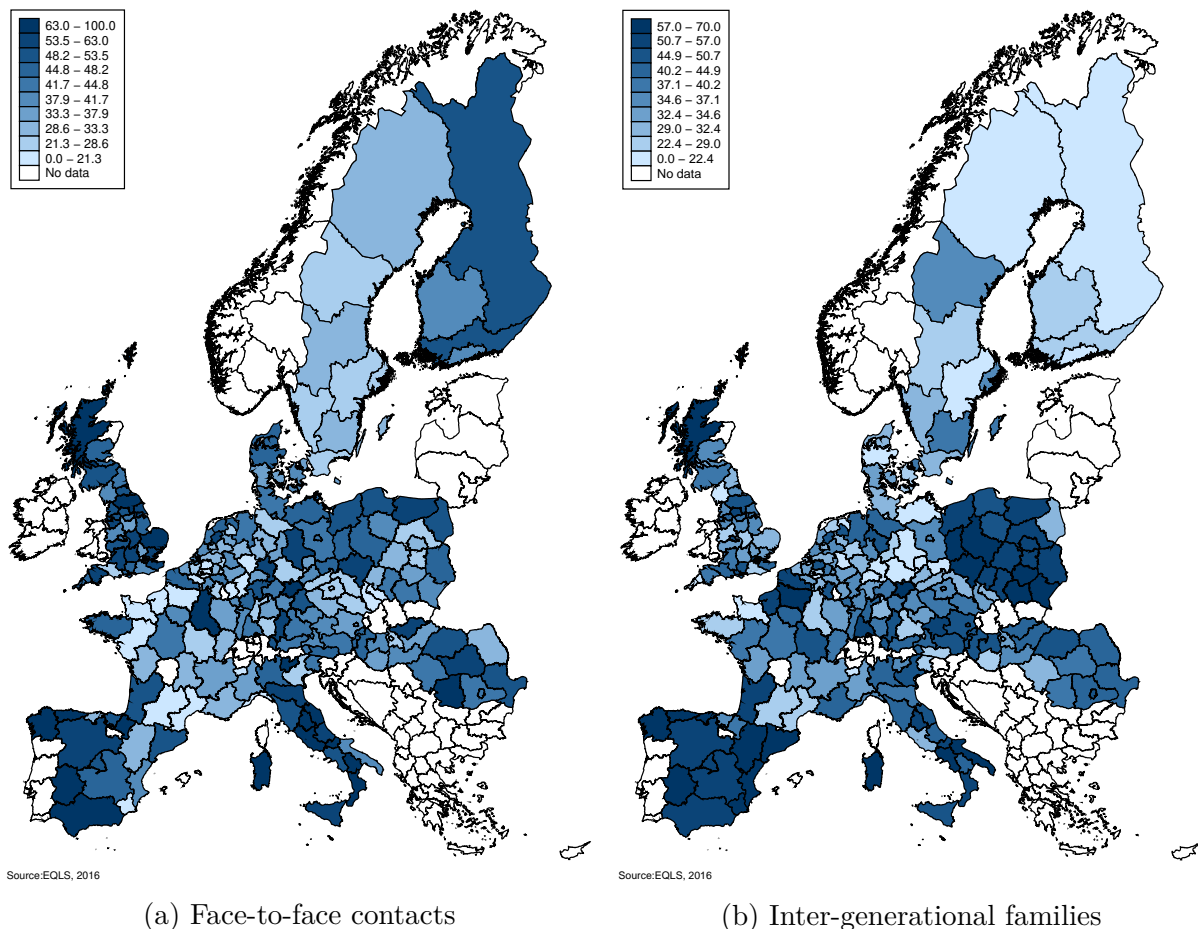 63.0 – 100.0
53.5 – 63.0
48.2 – 53.5
44.8 – 48.2
41.7 – 44.8
37.9 – 41.7
33.3 – 37.9
28.6 – 33.3
21.3 – 28.6
0.0 – 21.3
No data
Source:EQLS, 2016
(a) Face-to-face contacts
57.0 – 70.0
50.7 – 57.0
44.9 – 50.7
40.2 – 44.9
37.1 – 40.2
34.6 – 37.1
32.4 – 34.6
29.0 – 32.4
22.4 – 29.0
0.0 – 22.4
No data
Source:EQLS, 2016
(b) Inter-generational families